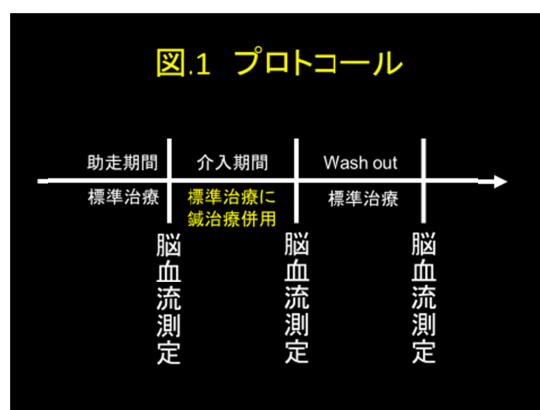 図.1 プロトコール
助走期間
介入期間
Wash out
標準治療
標準治療に
鍼治療併用
標準治療
脳血流測定
脳血流測定
脳血流測定